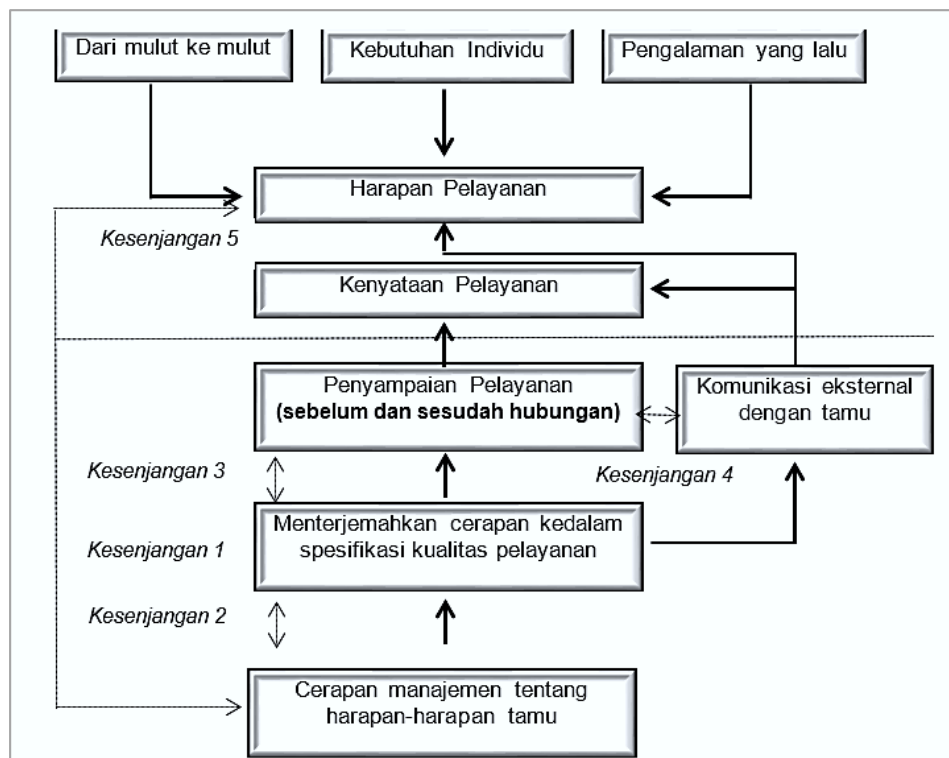 Dari mulut ke mulut
Kebutuhan Individu
Pengalaman yang lalu
Harapan Pelayanan
Kesenjangan 5
Kenyataan Pelayanan
Penyampaian Pelayanan
(sebelum dan sesudah hubungan)
Komunikasi eksternal
dengan tamu
Kesenjangan 3
Kesenjangan 4
Menterjemahkan cerapan kedalam
spesifikasi kualitas pelayanan
Kesenjangan 1
Kesenjangan 2
Cerapan manajemen tentang
harapan-harapan tamu